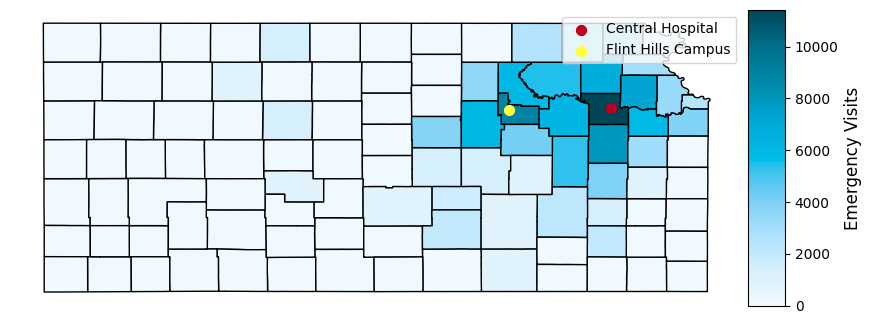 Central Hospital
Flint Hills Campus
10000
8000
6000
4000
2000
0
Emergency Visits